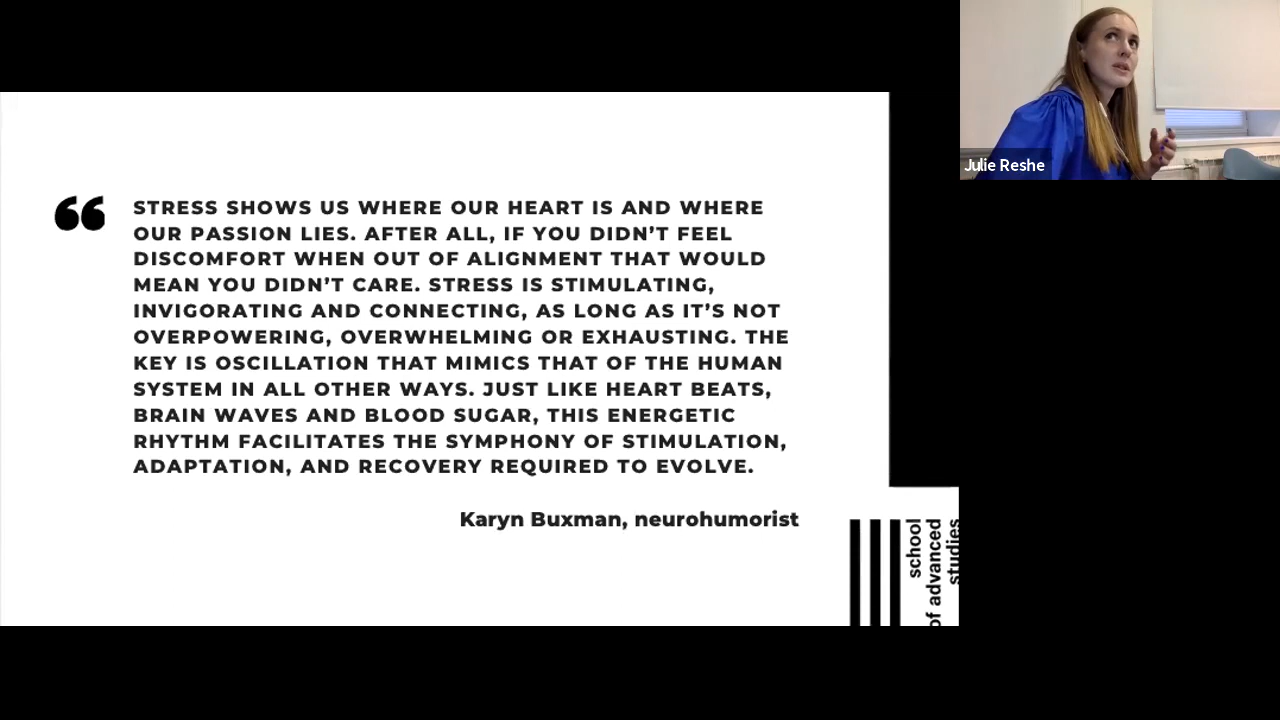 Julie Reshe
“
STRESS SHOWS US WHERE OUR HEART IS AND WHERE
OUR PASSION LIES. AFTER ALL, IF YOU DIDN’T FEEL
DISCOMFORT WHEN OUT OF ALIGNMENT THAT WOULD
MEAN YOU DIDN’T CARE. STRESS IS STIMULATING,
INVIGORATING AND CONNECTING, AS LONG AS IT’S NOT
OVERPOWERING, OVERWHELMING OR EXHAUSTING. THE
KEY IS OSCILLATION THAT MIMICS THAT OF THE HUMAN
SYSTEM IN ALL OTHER WAYS. JUST LIKE HEART BEATS,
BRAIN WAVES AND BLOOD SUGAR, THIS ENERGETIC
RHYTHM FACILITATES THE SYMPHONY OF STIMULATION,
ADAPTATION, AND RECOVERY REQUIRED TO EVOLVE.
Karyn Buxman, neurohumorist
school
of advanced
studies